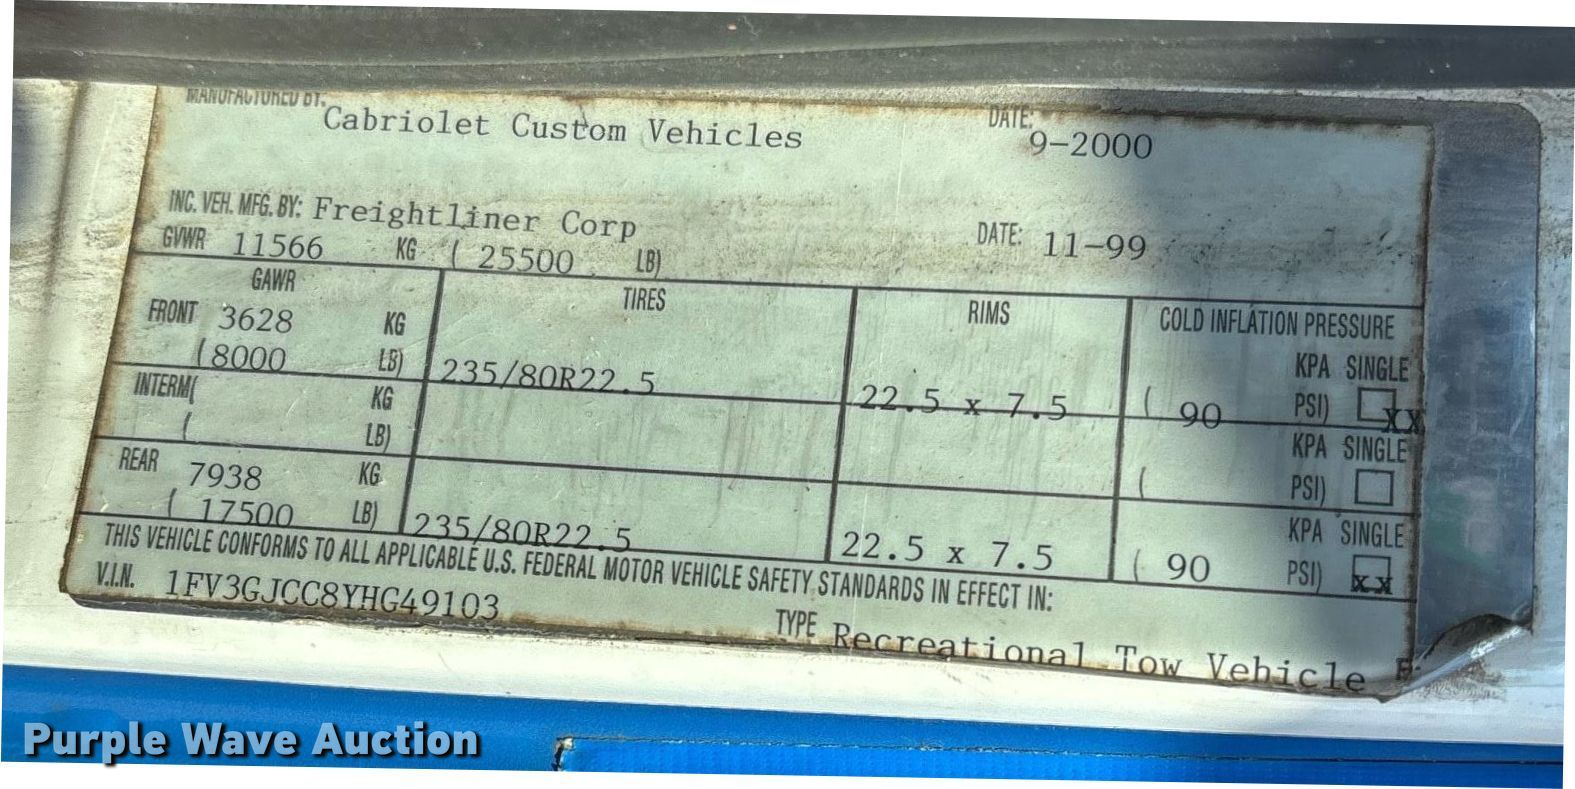 MANUFACTURED BY: Cabriolet Custom Vehicles DATE: 9-2000
INC. VEH. MFG. BY: Freightliner Corp DATE: 11-99
GVWR 11566 KG ( 25500 LB)
GAWR TIRES RIMS COLD INFLATION PRESSURE
FRONT 3628 KG KPA SINGLE
(8000 LB) 235/80R22.5 22.5 x 7.5 ( 90 PSI) xx
INTERM( KG KPA SINGLE
( LB) ( PSI)
REAR 7938 KG KPA SINGLE
( 17500 LB) 235/80R22.5 22.5 x 7.5 ( 90 PSI) xx
THIS VEHICLE CONFORMS TO ALL APPLICABLE U.S. FEDERAL MOTOR VEHICLE SAFETY STANDARDS IN EFFECT IN:
V.I.N. 1FV3GJCC8YHG49103 TYPE Recreational Tow Vehicle
Purple Wave Auction